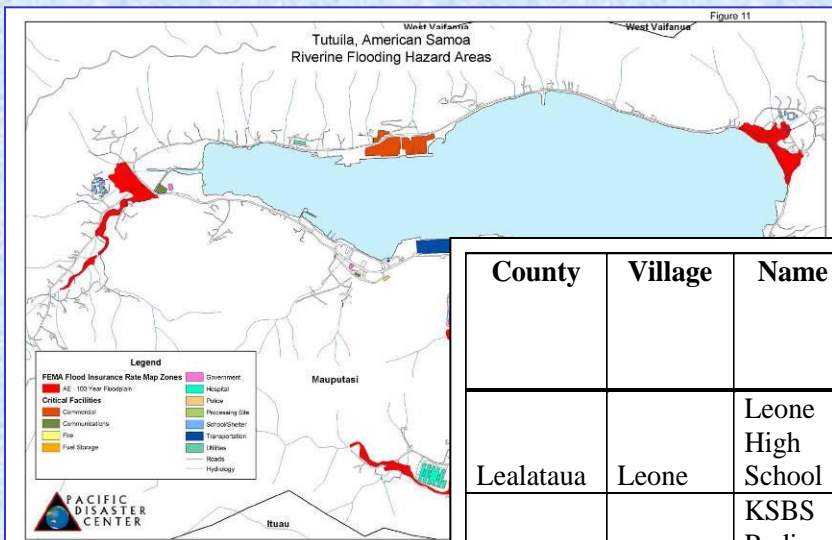 Figure 11
West Vaifanua
West Vaifanua
Tutuila, American Samoa
Riverine Flooding Hazard Areas
Mauputasi
Ituau
Legend
FEMA Flood Insurance Rate Map Zones
AE - 100 Year Floodplain
Critical Facilities
Commercial
Communications
Fire
Fuel Storage
Government
Hospital
Police
Processing Site
School/Shelter
Transportation
Utilities
Roads
Hydrology
PACIFIC
DISASTER
CENTER
County Village Name
Lealataua Leone Leone
High
School
KSBS